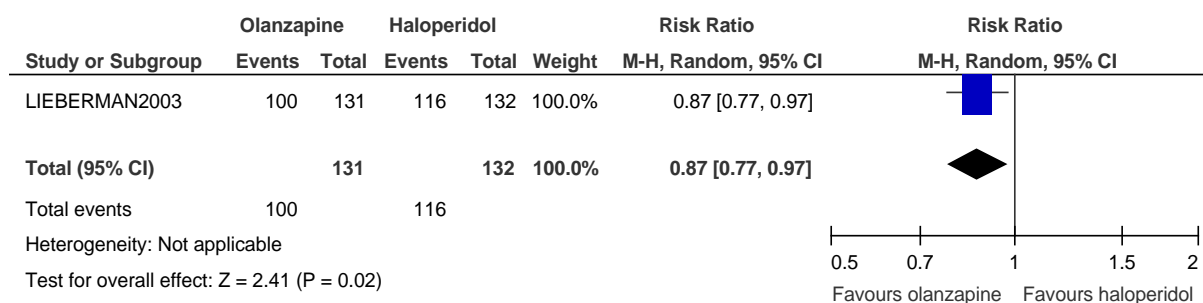 Olanzapine Haloperidol Risk Ratio Risk Ratio
Study or Subgroup Events Total Events Total Weight M-H, Random, 95% CI M-H, Random, 95% CI
LIEBERMAN2003 100 131 116 132 100.0% 0.87 [0.77, 0.97]
Total (95% CI) 131 132 100.0% 0.87 [0.77, 0.97]
Total events 100 116
Heterogeneity: Not applicable
Test for overall effect: Z = 2.41 (P = 0.02)
0.5 0.7 1 1.5 2
Favours olanzapine Favours haloperidol